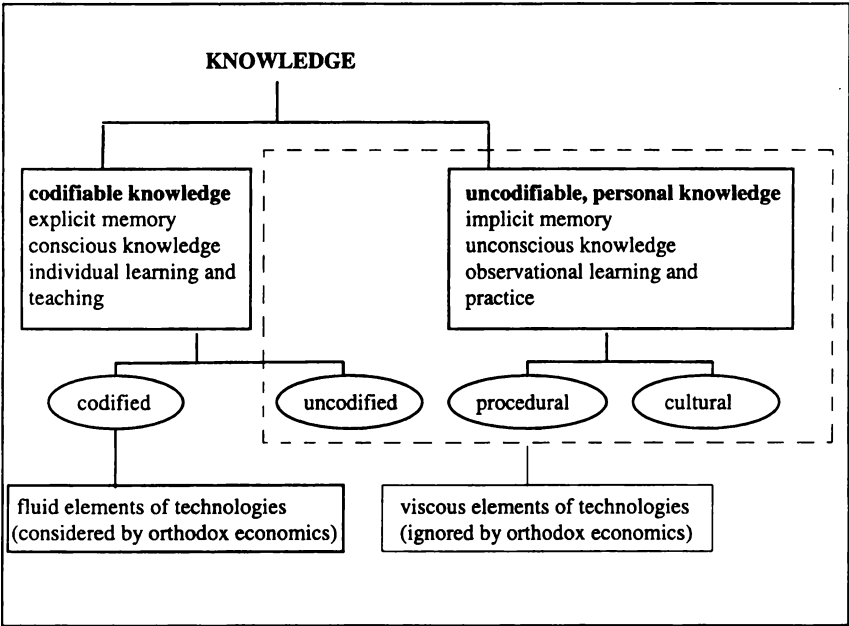 KNOWLEDGE
codifiable knowledge
explicit memory
conscious knowledge
individual learning and
teaching
uncodifiable, personal knowledge
implicit memory
unconscious knowledge
observational learning and
practice
codified
uncodified
procedural
cultural
fluid elements of technologies
(considered by orthodox economics)
viscous elements of technologies
(ignored by orthodox economics)